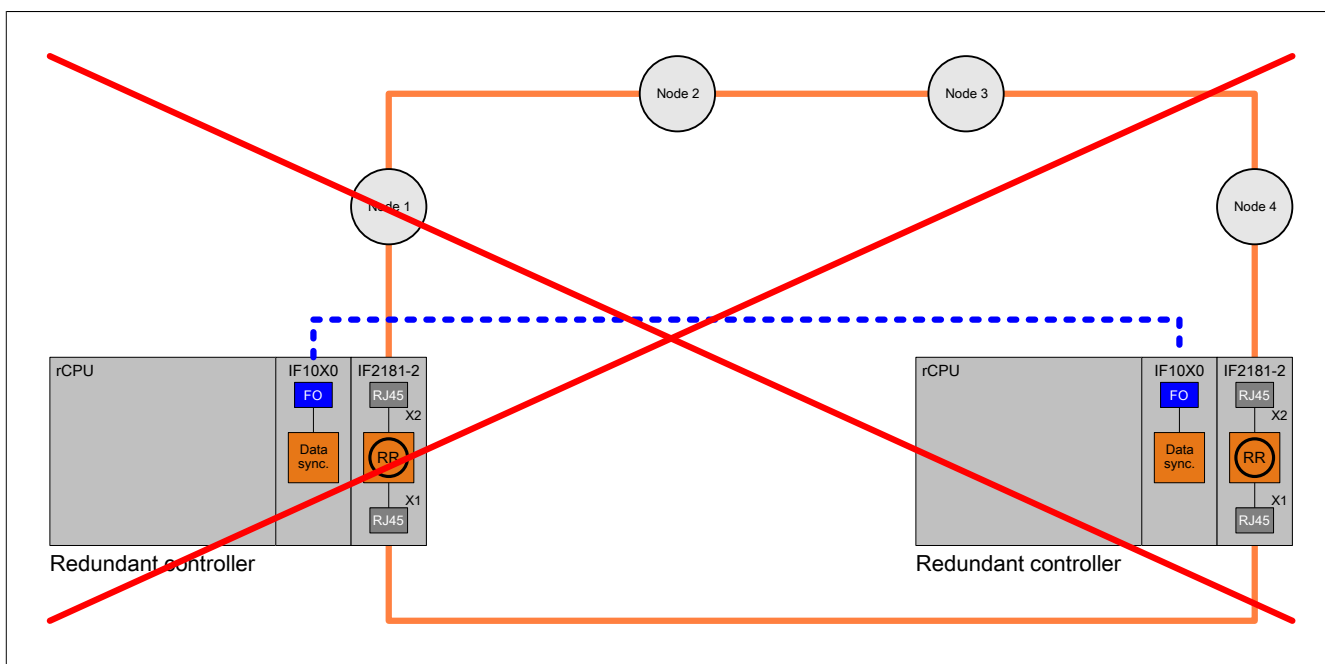 Node 2
Node 3
Node 1
Node 4
rCPU
IF10X0
IF2181-2
FO
RJ45
X2
Data
sync.
RR
X1
RJ45
Redundant controller
rCPU
IF10X0
IF2181-2
FO
RJ45
X2
Data
sync.
RR
X1
RJ45
Redundant controller